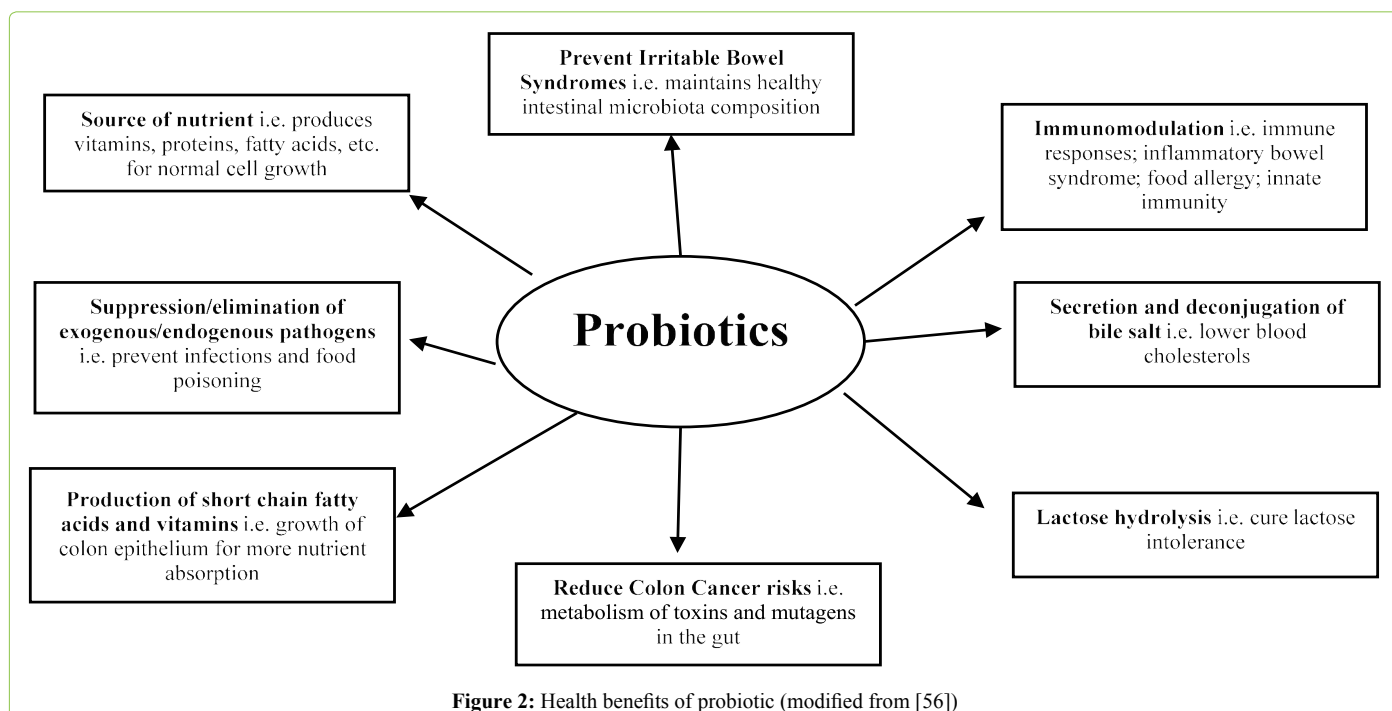 Prevent Irritable Bowel
Syndromes i.e. maintains healthy
intestinal microbiota composition
Source of nutrient i.e. produces
vitamins, proteins, fatty acids, etc.
for normal cell growth
Immunomodulation i.e. immune
responses; inflammatory bowel
syndrome; food allergy; innate
immunity
Suppression/elimination of
exogenous/endogenous pathogens
i.e. prevent infections and food
poisoning
Probiotics
Secretion and deconjugation of
bile salt i.e. lower blood
cholesterols
Production of short chain fatty
acids and vitamins i.e. growth of
colon epithelium for more nutrient
absorption
Lactose hydrolysis i.e. cure lactose
intolerance
Reduce Colon Cancer risks i.e.
metabolism of toxins and mutagens
in the gut
Figure 2: Health benefits of probiotic (modified from [56])